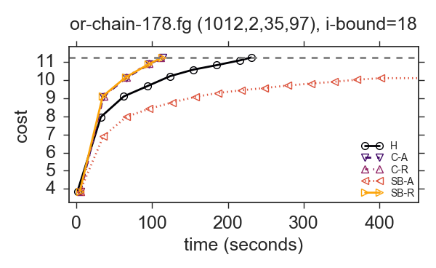 or-chain-178.fg (1012,2,35,97), i-bound=18
cost
11
10
9
8
7
6
5
4
H
C-A
C-R
SB-A
SB-R
0 100 200 300 400
time (seconds)